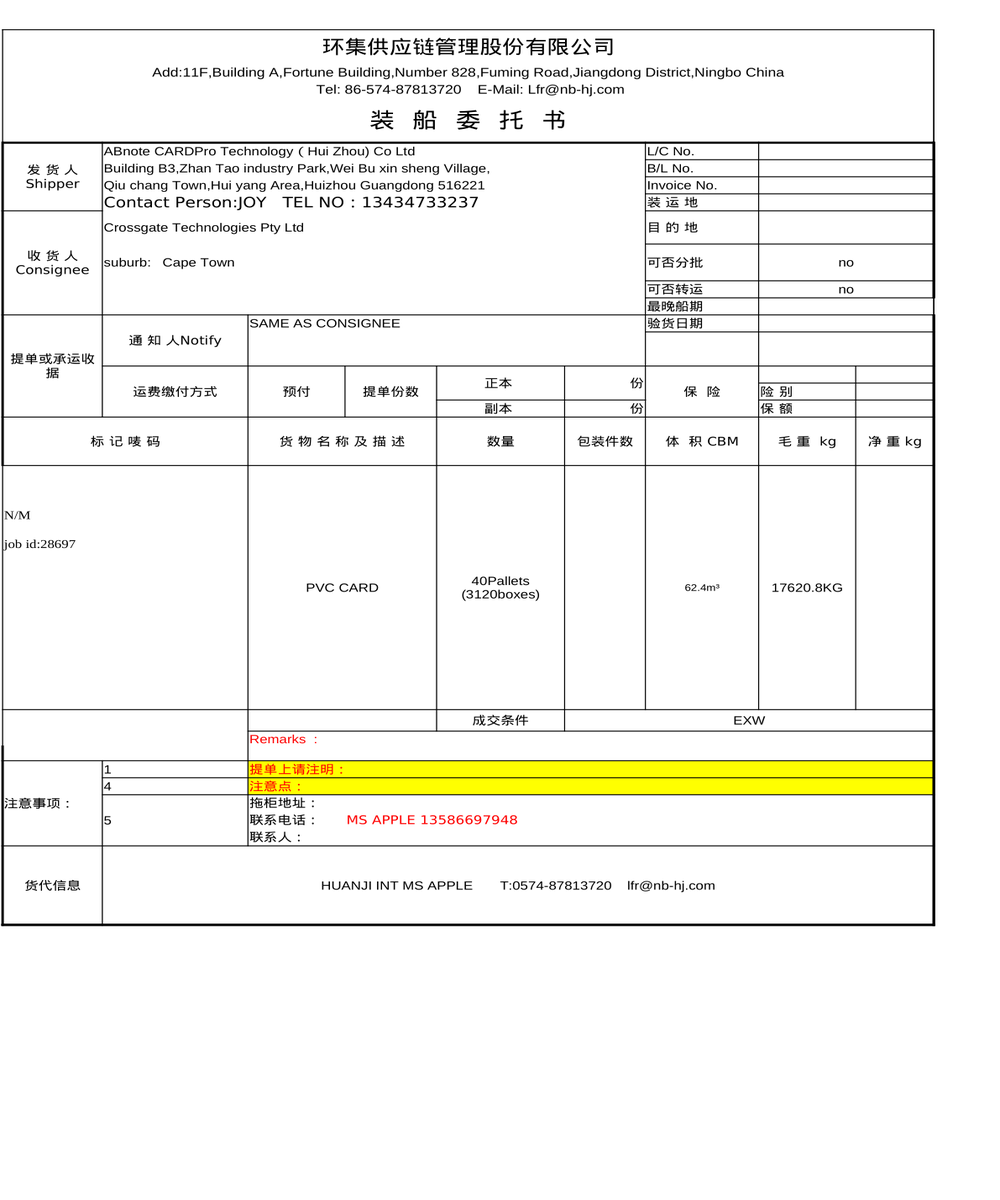 环集供应链管理股份有限公司
Add:11F,Building A,Fortune Building,Number 828,Fuming Road,Jiangdong District,Ningbo China
Tel: 86-574-87813720    E-Mail: Lfr@nb-hj.com
装 船 委 托 书
发 货 人
Shipper
ABnote CARDPro Technology ( Hui Zhou) Co Ltd
Building B3,Zhan Tao industry Park,Wei Bu xin sheng Village,
Qiu chang Town,Hui yang Area,Huizhou Guangdong 516221
Contact Person:JOY   TEL NO : 13434733237
L/C No.
B/L No.
Invoice No.
装 运 地
收 货 人
Consignee
Crossgate Technologies Pty Ltd
suburb:   Cape Town
目 的 地
可否分批 no
可否转运 no
最晚船期
提单或承运收
据
通 知 人Notify
SAME AS CONSIGNEE
验货日期
运费缴付方式
预付
提单份数
正本 份
副本 份
保 险
险 别
保 额
标 记 唛 码
货 物 名 称 及 描 述
数量
包装件数
体 积 CBM
毛 重 kg
净 重 kg
N/M
job id:28697
PVC CARD
40Pallets
(3120boxes)
62.4m³
17620.8KG
成交条件
EXW
Remarks :
注意事项：
1
提单上请注明：
4
注意点：
5
拖柜地址：
联系电话： MS APPLE 13586697948
联系人：
货代信息
HUANJI INT MS APPLE    T:0574-87813720    lfr@nb-hj.com